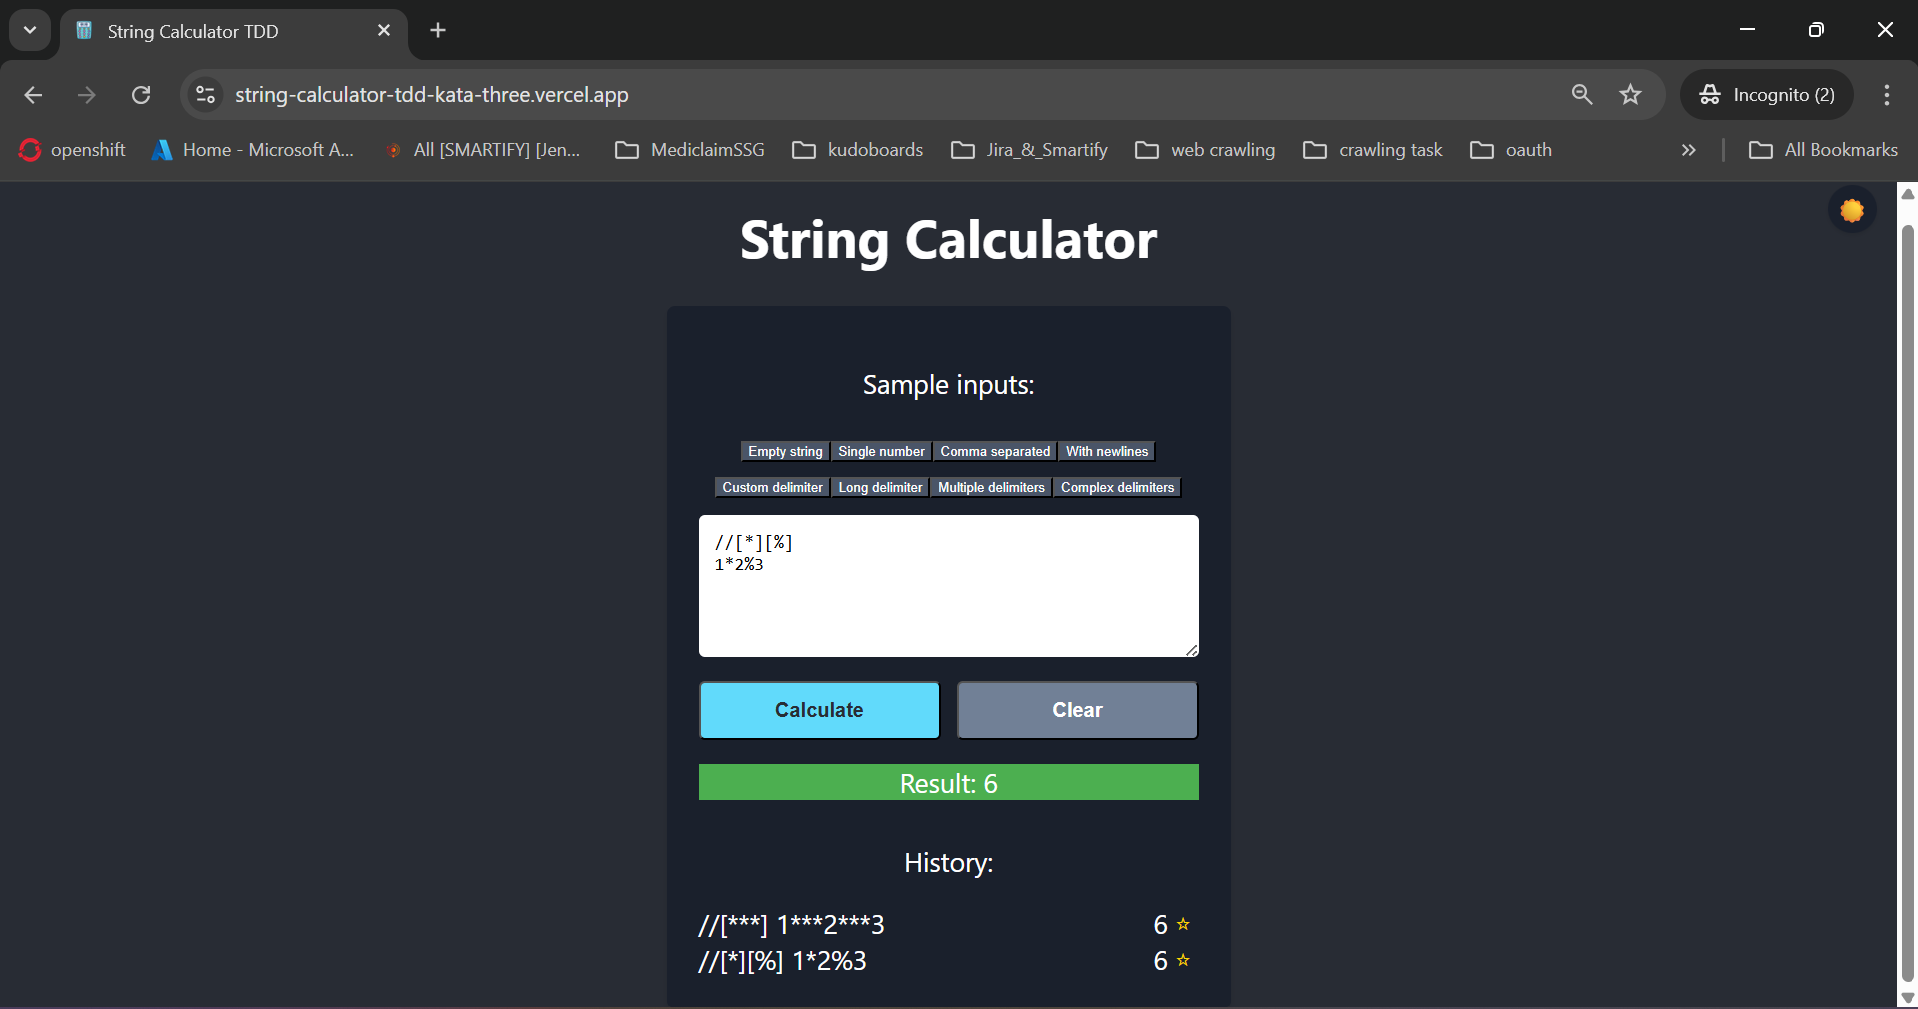 String Calculator TDD
string-calculator-tdd-kata-three.vercel.app
Incognito (2)
openshift
Home - Microsoft A...
All [SMARTIFY] [Jen...
MediclaimSSG
kudoboards
Jira_&_Smartify
web crawling
crawling task
oauth
All Bookmarks
String Calculator
Sample inputs:
Empty string Single number Comma separated With newlines
Custom delimiter Long delimiter Multiple delimiters Complex delimiters
//[*][%]
1*2%3
Calculate Clear
Result: 6
History:
//[***] 1***2***3 6 ☆
//[*][%] 1*2%3 6 ☆